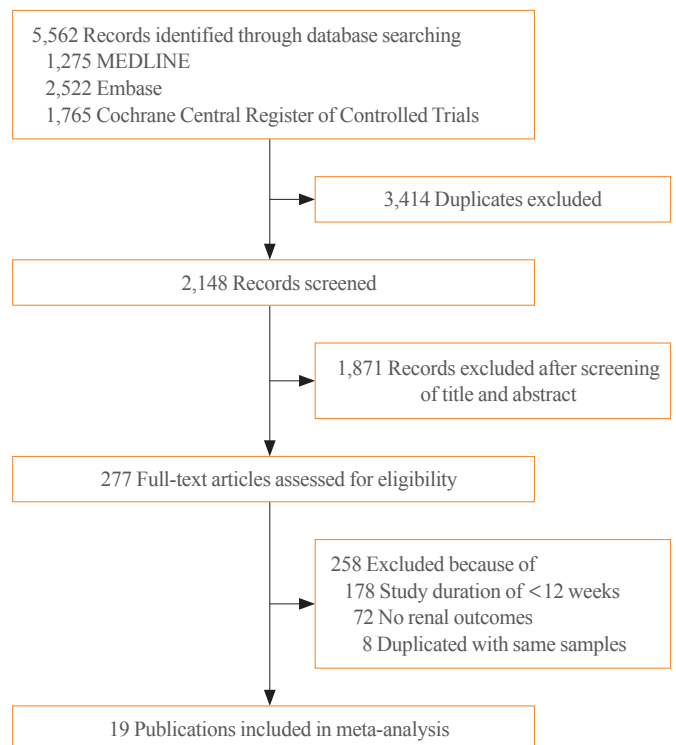 5,562 Records identified through database searching
1,275 MEDLINE
2,522 Embase
1,765 Cochrane Central Register of Controlled Trials
3,414 Duplicates excluded
2,148 Records screened
1,871 Records excluded after screening
of title and abstract
277 Full-text articles assessed for eligibility
258 Excluded because of
178 Study duration of <12 weeks
72 No renal outcomes
8 Duplicated with same samples
19 Publications included in meta-analysis